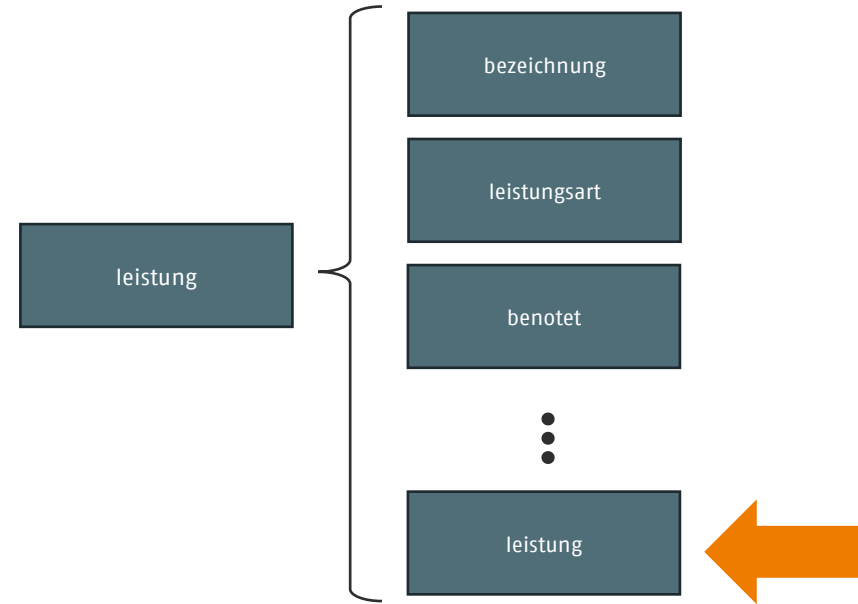 bezeichnung
leistungsart
leistung
benotet
leistung